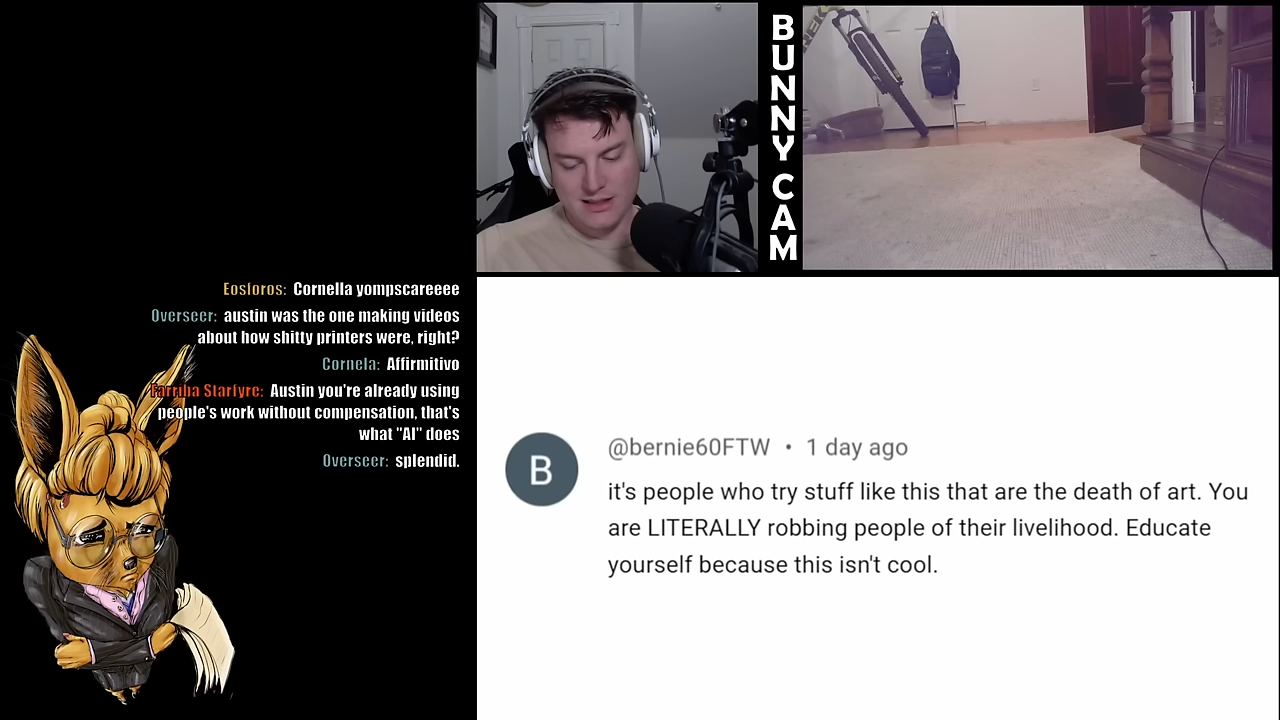 BUNNY CAM
Eosforos: Cornella yompscareeee
Overseer: austin was the one making videos
about how shitty printers were, right?
Cornela: Affirmitivo
Farriba Starfyre: Austin you're already using
people's work without compensation, that's
what "AI" does
Overseer: splendid.
B
@bernie60FTW • 1 day ago
it's people who try stuff like this that are the death of art. You
are LITERALLY robbing people of their livelihood. Educate
yourself because this isn't cool.